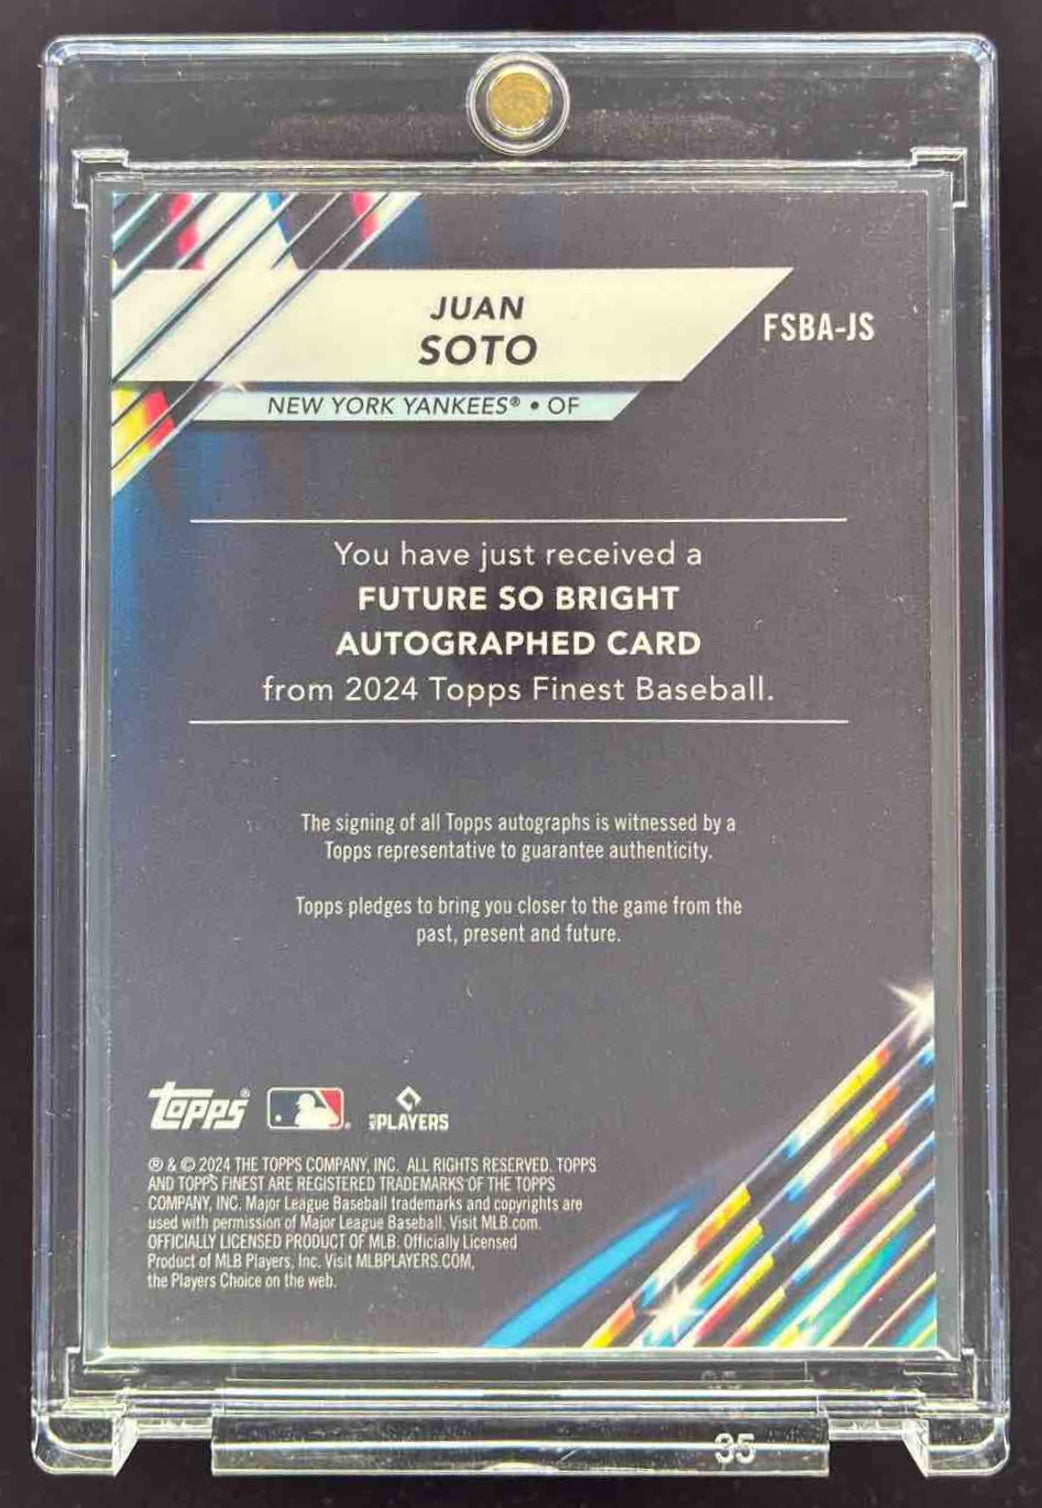 JUAN
SOTO
FSBA-JS
NEW YORK YANKEES® • OF
You have just received a
FUTURE SO BRIGHT
AUTOGRAPHED CARD
from 2024 Topps Finest Baseball.
The signing of all Topps autographs is witnessed by a
Topps representative to guarantee authenticity.
Topps pledges to bring you closer to the game from the
past, present and future.
topps® MLB PLAYERS
® & © 2024 THE TOPPS COMPANY, INC. ALL RIGHTS RESERVED. TOPPS
AND TOPPS FINEST ARE REGISTERED TRADEMARKS OF THE TOPPS
COMPANY, INC. Major League Baseball trademarks and copyrights are
used with permission of Major League Baseball. Visit MLB.com.
OFFICIALLY LICENSED PRODUCT OF MLB. Officially Licensed
Product of MLB Players, Inc. Visit MLBPLAYERS.COM,
the Players Choice on the web.
35